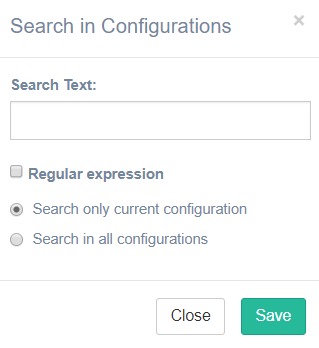 Search in Configurations
×
Search Text:
Regular expression
Search only current configuration
Search in all configurations
Close
Save